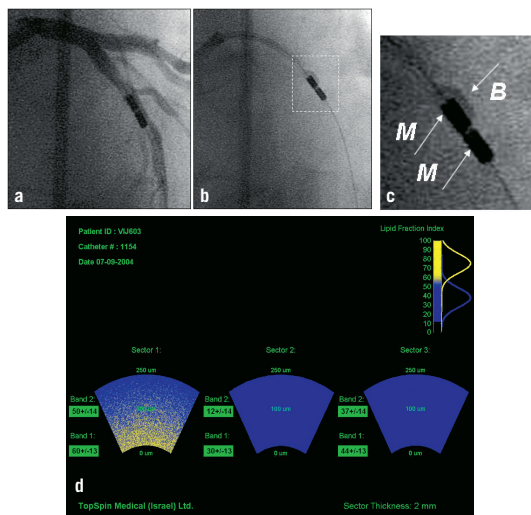 a
b
B
M
M
c
Patient ID : VIJ603
Catheter # : 1154
Date 07-09-2004
Lipid Fraction Index
100
90
80
70
60
50
40
30
20
10
0
Sector 1:
Sector 2:
Sector 3:
250 um
250 um
250 um
Band 2:
50+/-14
Band 2:
12+/-14
100 um
Band 2:
37+/-14
100 um
Band 1:
60+/-13
0 um
Band 1:
30+/-13
0 um
Band 1:
44+/-13
0 um
d
TopSpin Medical (Israel) Ltd.
Sector Thickness: 2 mm